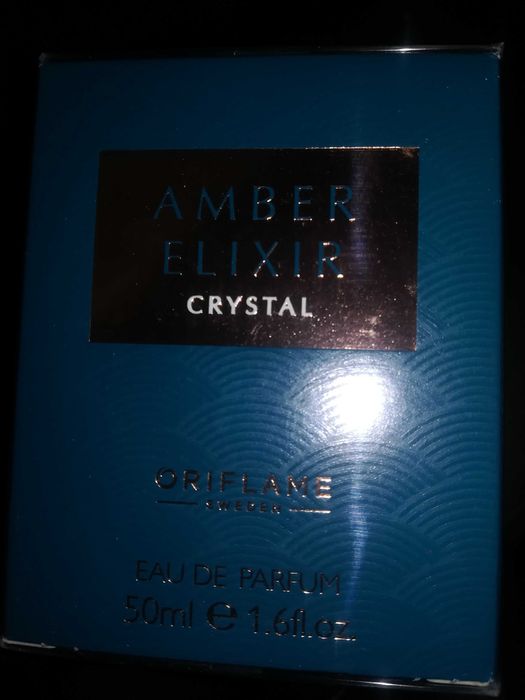 AMBER
ELIXIR
CRYSTAL
ORIFLAME
SWEDEN
EAU DE PARFUM
50ml e 1.6fl.oz.